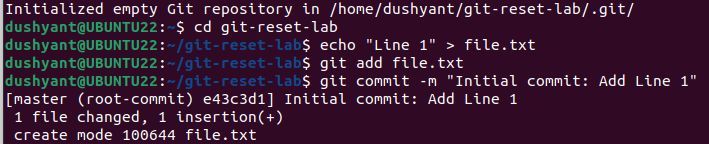 Initialized empty Git repository in /home/dushyant/git-reset-lab/.git/
dushyant@UBUNTU22:~$ cd git-reset-lab
dushyant@UBUNTU22:~/git-reset-lab$ echo "Line 1" > file.txt
dushyant@UBUNTU22:~/git-reset-lab$ git add file.txt
dushyant@UBUNTU22:~/git-reset-lab$ git commit -m "Initial commit: Add Line 1"
[master (root-commit) e43c3d1] Initial commit: Add Line 1
 1 file changed, 1 insertion(+)
 create mode 100644 file.txt